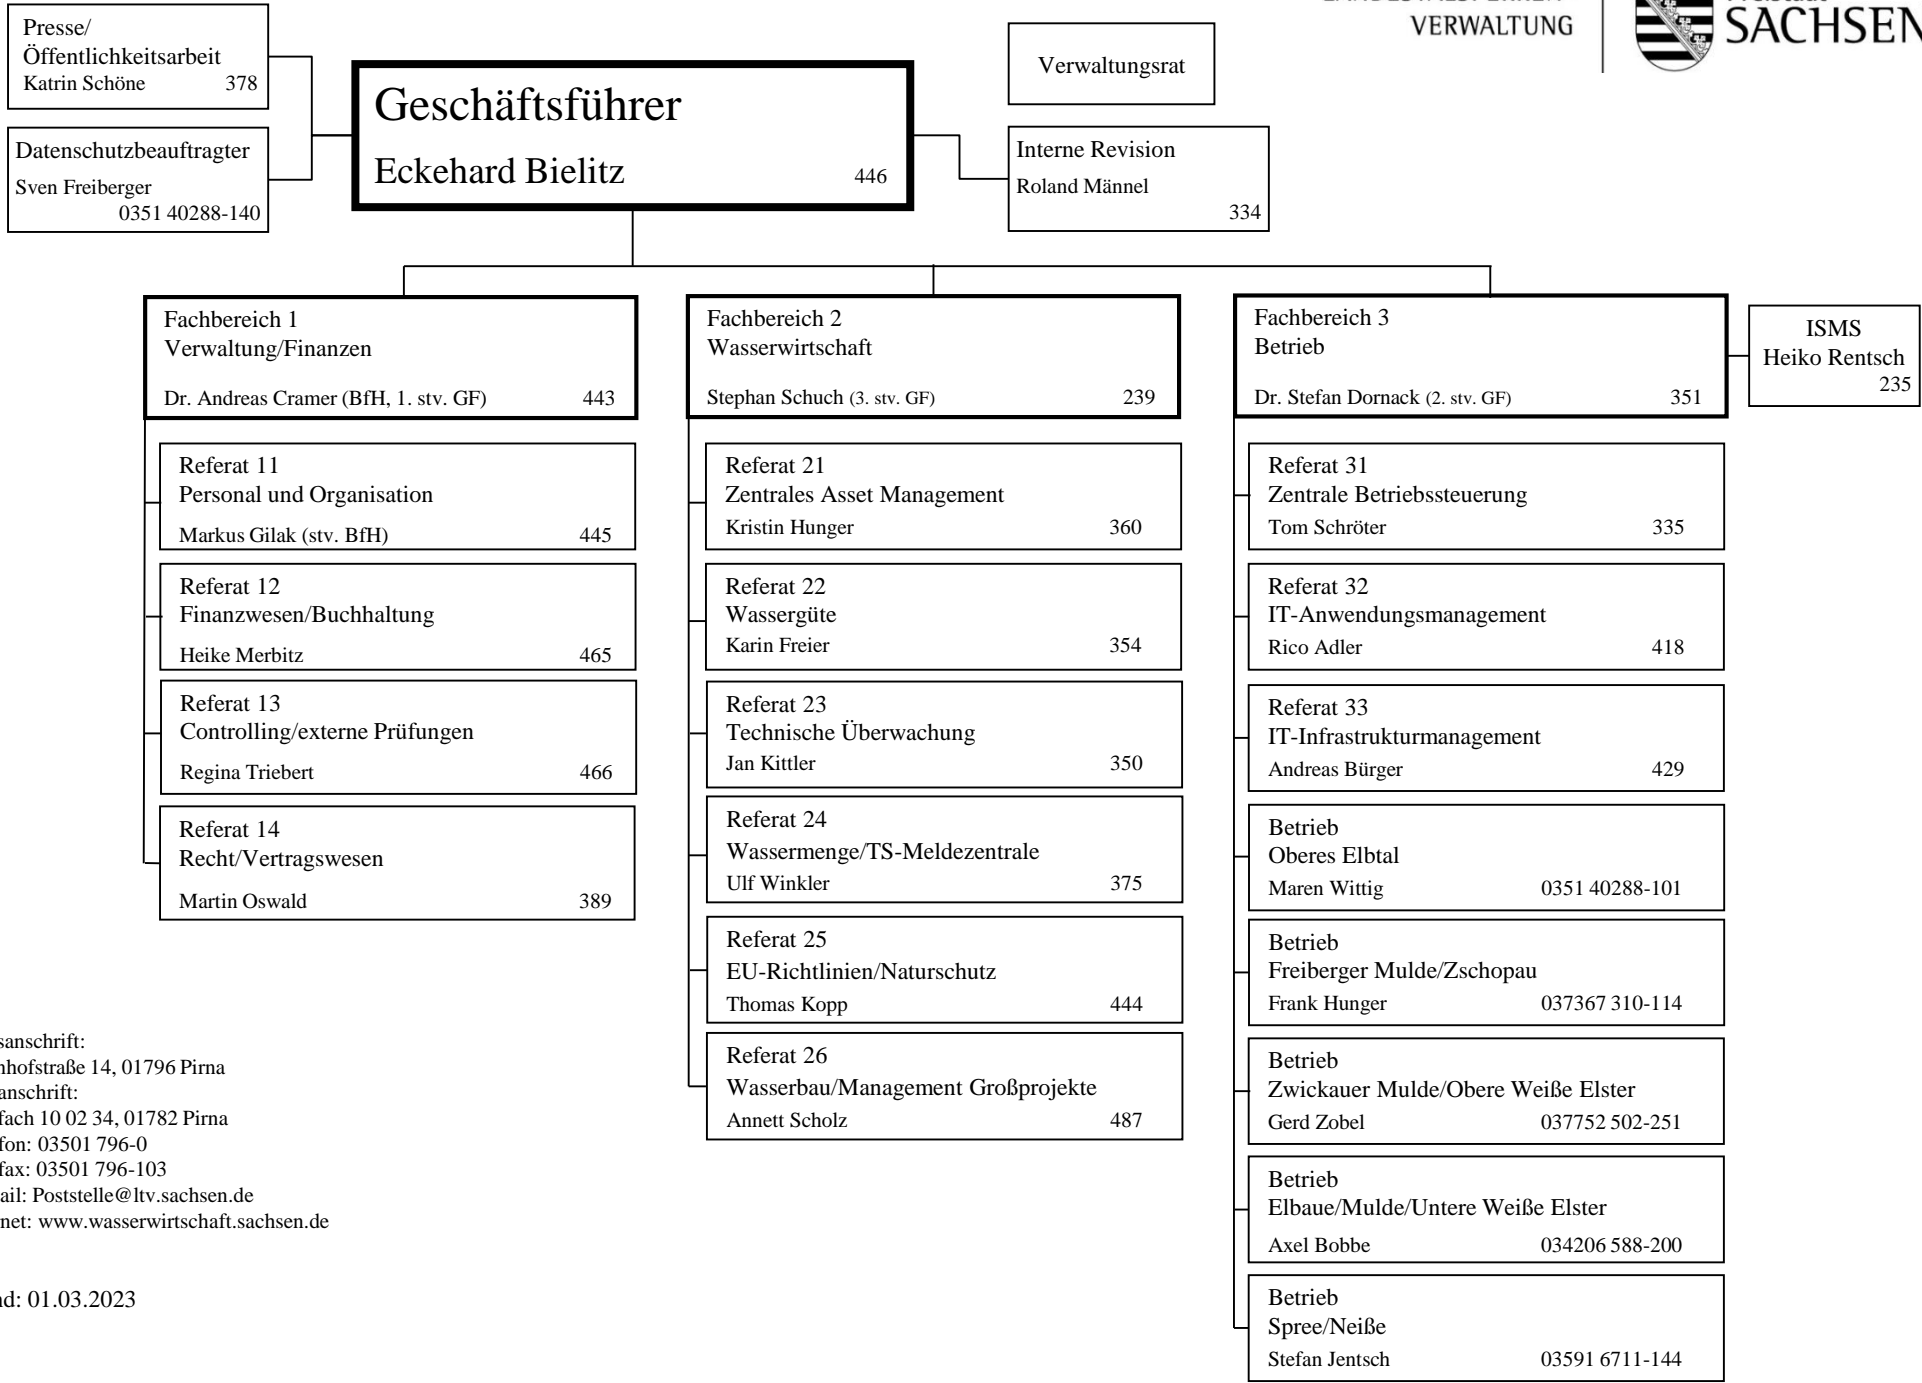 Presse/
Öffentlichkeitsarbeit
Katrin Schöne 378
Datenschutzbeauftragter
Sven Freiberger
0351 40288-140
Geschäftsführer
Eckehard Bielitz 446
Verwaltungsrat
Interne Revision
Roland Männel
334
VERWALTUNG
SACHSEN
Fachbereich 1
Verwaltung/Finanzen
Dr. Andreas Cramer (BfH, 1. stv. GF) 443
Referat 11
Personal und Organisation
Markus Gilak (stv. BfH) 445
Referat 12
Finanzwesen/Buchhaltung
Heike Merbitz 465
Referat 13
Controlling/externe Prüfungen
Regina Triebert 466
Referat 14
Recht/Vertragswesen
Martin Oswald 389
Fachbereich 2
Wasserwirtschaft
Stephan Schuch (3. stv. GF) 239
Referat 21
Zentrales Asset Management
Kristin Hunger 360
Referat 22
Wassergüte
Karin Freier 354
Referat 23
Technische Überwachung
Jan Kittler 350
Referat 24
Wassermenge/TS-Meldezentrale
Ulf Winkler 375
Referat 25
EU-Richtlinien/Naturschutz
Thomas Kopp 444
Referat 26
Wasserbau/Management Großprojekte
Annett Scholz 487
Fachbereich 3
Betrieb
Dr. Stefan Dornack (2. stv. GF) 351
ISMS
Heiko Rentsch
235
Referat 31
Zentrale Betriebssteuerung
Tom Schröter 335
Referat 32
IT-Anwendungsmanagement
Rico Adler 418
Referat 33
IT-Infrastrukturmanagement
Andreas Bürger 429
Betrieb
Oberes Elbtal
Maren Wittig 0351 40288-101
Betrieb
Freiberger Mulde/Zschopau
Frank Hunger 037367 310-114
Betrieb
Zwickauer Mulde/Obere Weiße Elster
Gerd Zobel 037752 502-251
Betrieb
Elbaue/Mulde/Untere Weiße Elster
Axel Bobbe 034206 588-200
Betrieb
Spree/Neiße
Stefan Jentsch 03591 6711-144
sanschrift:
nhofstraße 14, 01796 Pirna
anschrift:
fach 10 02 34, 01782 Pirna
fon: 03501 796-0
fax: 03501 796-103
ail: Poststelle@ltv.sachsen.de
net: www.wasserwirtschaft.sachsen.de
d: 01.03.2023